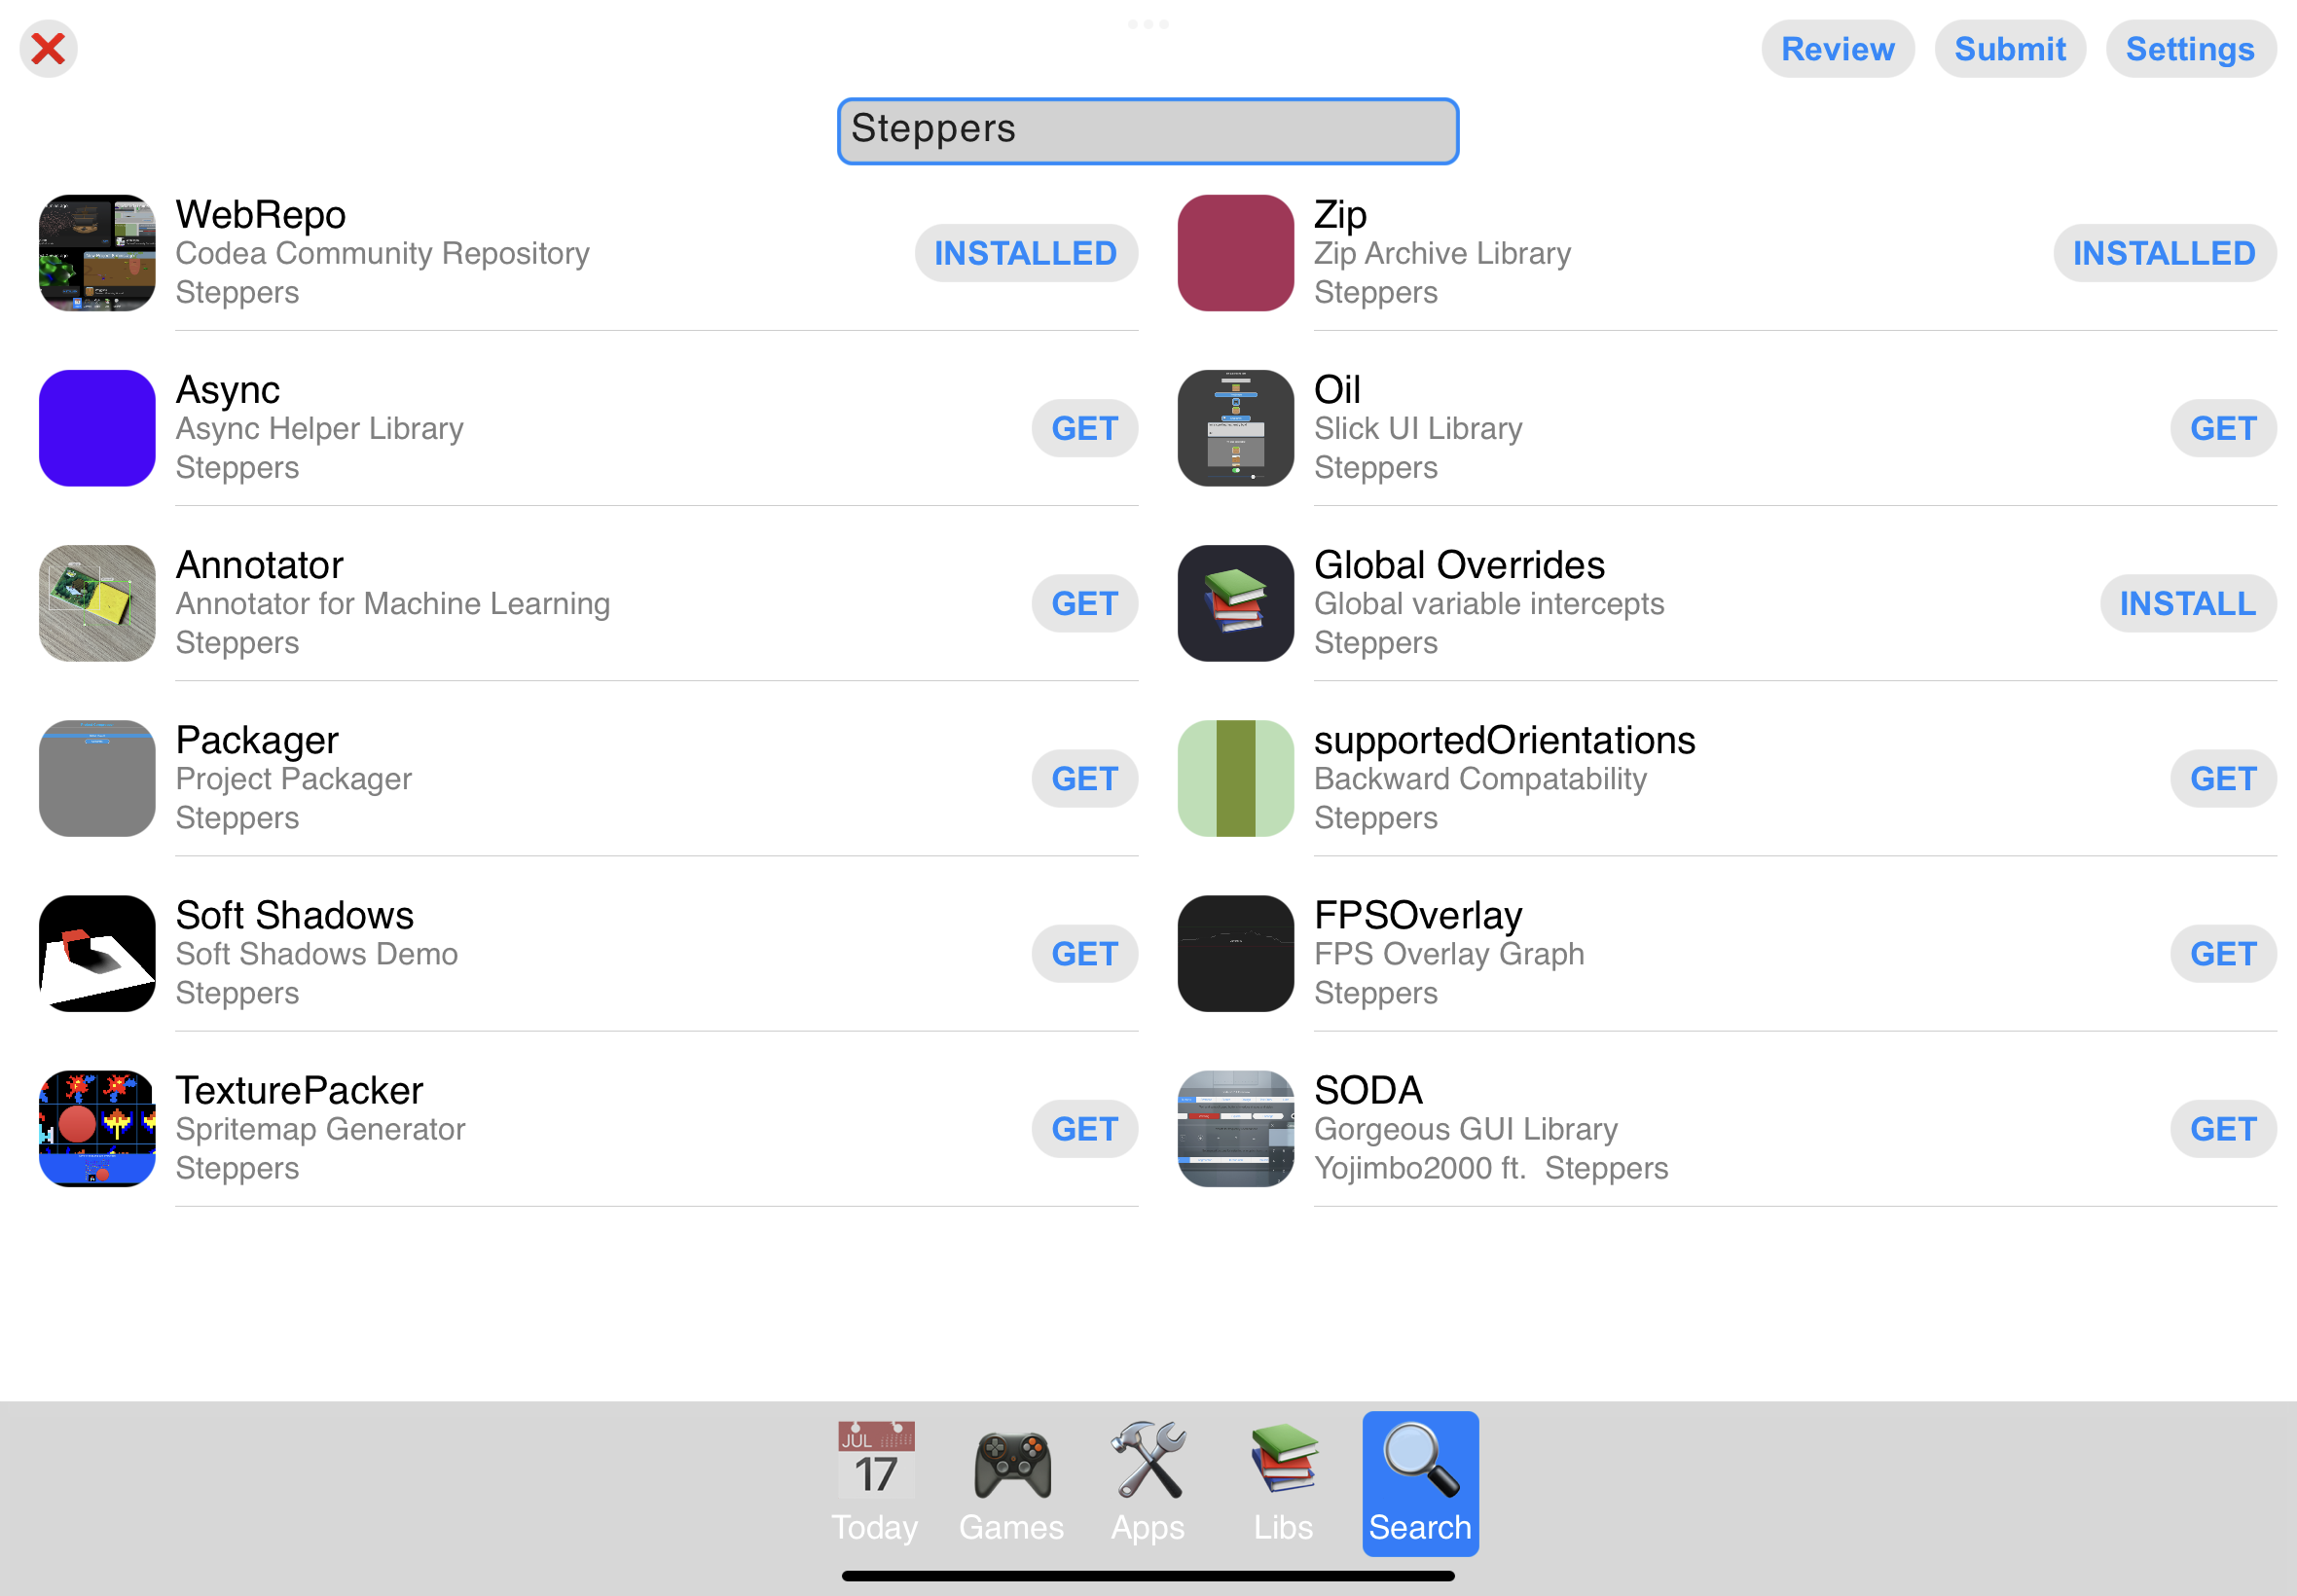 Review
Submit
Settings
Steppers
WebRepo
Codea Community Repository
Steppers
INSTALLED
Zip
Zip Archive Library
Steppers
INSTALLED
Async
Async Helper Library
Steppers
GET
Oil
Slick UI Library
Steppers
GET
Annotator
Annotator for Machine Learning
Steppers
GET
Global Overrides
Global variable intercepts
Steppers
INSTALL
Packager
Project Packager
Steppers
GET
supportedOrientations
Backward Compatability
Steppers
GET
Soft Shadows
Soft Shadows Demo
Steppers
GET
FPSOverlay
FPS Overlay Graph
Steppers
GET
TexturePacker
Spritemap Generator
Steppers
GET
SODA
Gorgeous GUI Library
Yojimbo2000 ft.  Steppers
GET
JUL
17
Today
Games
Apps
Libs
Search